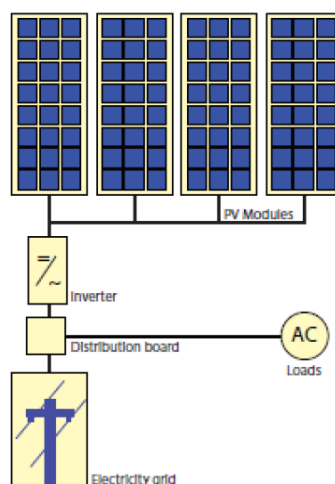 PV Modules
=
~
Inverter
Distribution board
AC
Loads
Electricity grid